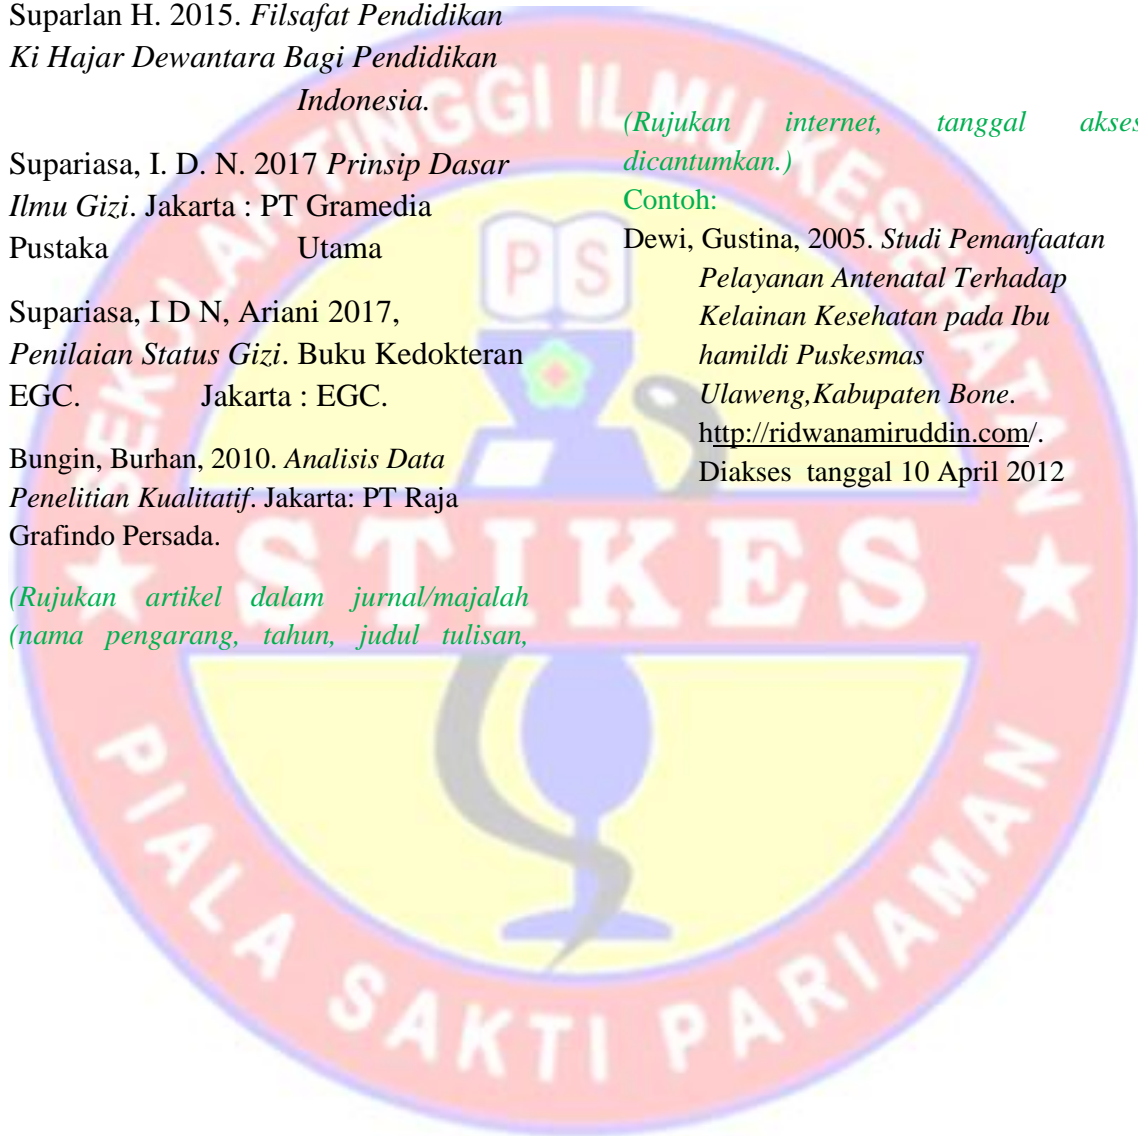 Suparlan H. 2015. Filsafat Pendidikan
Ki Hajar Dewantara Bagi Pendidikan
Indonesia.
Supariasa, I. D. N. 2017 Prinsip Dasar
Ilmu Gizi. Jakarta : PT Gramedia
Pustaka Utama
Supariasa, I D N, Ariani 2017,
Penilaian Status Gizi. Buku Kedokteran
EGC. Jakarta : EGC.
Bungin, Burhan, 2010. Analisis Data
Penelitian Kualitatif. Jakarta: PT Raja
Grafindo Persada.
(Rujukan artikel dalam jurnal/majalah
(nama pengarang, tahun, judul tulisan,
(Rujukan internet, tanggal akses
dicantumkan.)
Contoh:
Dewi, Gustina, 2005. Studi Pemanfaatan
Pelayanan Antenatal Terhadap
Kelainan Kesehatan pada Ibu
hamildi Puskesmas
Ulaweng,Kabupaten Bone.
http://ridwanamiruddin.com/.
Diakses tanggal 10 April 2012
SEKOLAH TINGGI ILMU KESEHATAN
PS
STIKES
PIALA SAKTI PARIAMAN